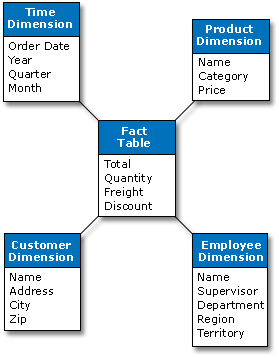 Time
Dimension
Order Date
Year
Quarter
Month
Product
Dimension
Name
Category
Price
Fact
Table
Total
Quantity
Freight
Discount
Customer
Dimension
Name
Address
City
Zip
Employee
Dimension
Name
Supervisor
Department
Region
Territory